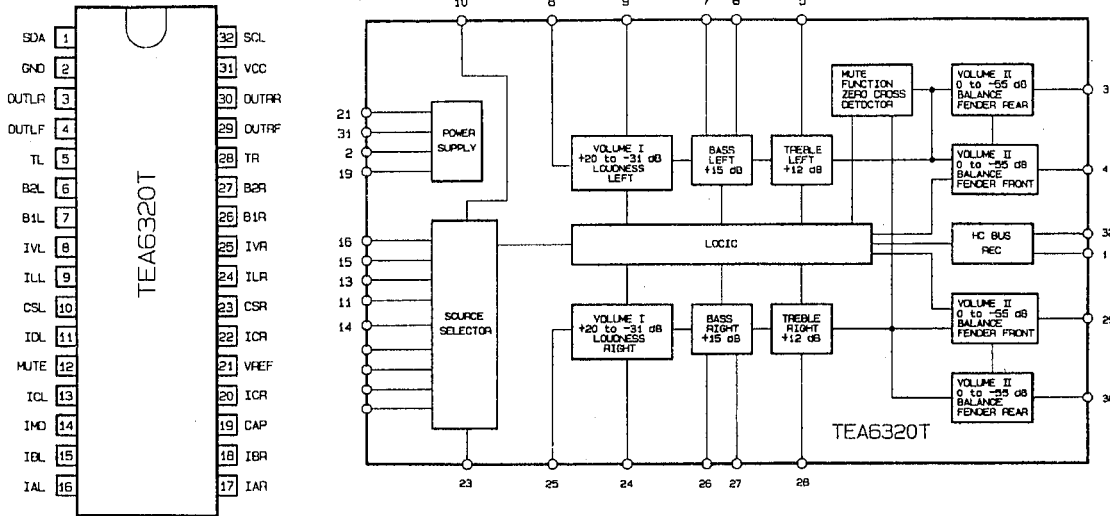 SDA 1
GND 2
OUTLR 3
OUTLF 4
TL 5
B2L 6
B1L 7
IVL 8
ILL 9
CSL 10
IDL 11
MUTE 12
ICL 13
IMO 14
IBL 15
IAL 16
TEA6320T
32 SCL
31 VCC
30 OUTRR
29 OUTRF
28 TR
27 B2R
26 B1R
25 IVR
24 ILR
23 CSR
22 ICR
21 VREF
20 ICR
19 CAP
18 IBR
17 IAR
10 8 9 7 6
21
31
2
19
POWER
SUPPLY
16
15
13
11
14
SOURCE
SELECTOR
VOLUME I
+20 to -31 dB
LOUDNESS
LEFT
BASS
LEFT
+15 dB
TREBLE
LEFT
+12 dB
MUTE
FUNCTION
ZERO CROSS
DETDCTOR
VOLUME II
0 to -55 dB
BALANCE
FENDER REAR
3
VOLUME II
0 to -55 dB
BALANCE
FENDER FRONT
4
LOGIC
BUS
REC
1
VOLUME I
+20 to -31 dB
LOUDNESS
RIGHT
BASS
RIGHT
+15 dB
TREBLE
RIGHT
+12 dB
VOLUME II
0 to -55 dB
BALANCE
FENDER FRONT
VOLUME II
0 to -55 dB
BALANCE
FENDER REAR
TEA6320T
23 25 24 26 27 28